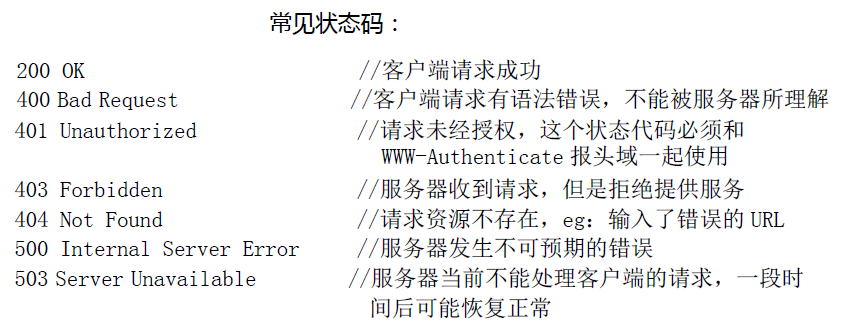 常见状态码：
200 OK //客户端请求成功
400 Bad Request //客户端请求有语法错误，不能被服务器所理解
401 Unauthorized //请求未经授权，这个状态代码必须和
WWW-Authenticate 报头域一起使用
403 Forbidden //服务器收到请求，但是拒绝提供服务
404 Not Found //请求资源不存在，eg：输入了错误的 URL
500 Internal Server Error //服务器发生不可预期的错误
503 Server Unavailable //服务器当前不能处理客户端的请求，一段时
间后可能恢复正常